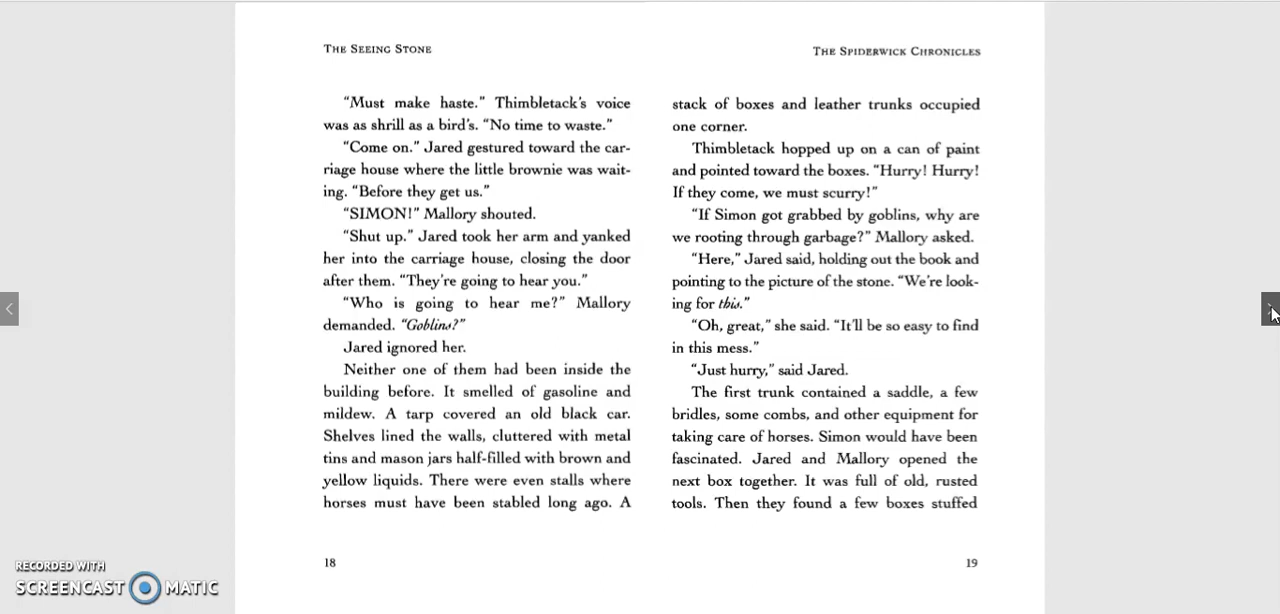 THE SEEING STONE
“Must make haste.” Thimbletack’s voice
was as shrill as a bird’s. “No time to waste.”
“Come on.” Jared gestured toward the car-
riage house where the little brownie was wait-
ing. “Before they get us.”
“SIMON!” Mallory shouted.
“Shut up.” Jared took her arm and yanked
her into the carriage house, closing the door
after them. “They’re going to hear you.”
“Who is going to hear me?” Mallory
demanded. “Goblins?”
Jared ignored her.
Neither one of them had been inside the
building before. It smelled of gasoline and
mildew. A tarp covered an old black car.
Shelves lined the walls, cluttered with metal
tins and mason jars half-filled with brown and
yellow liquids. There were even stalls where
horses must have been stabled long ago. A
18
THE SPIDERWICK CHRONICLES
stack of boxes and leather trunks occupied
one corner.
Thimbletack hopped up on a can of paint
and pointed toward the boxes. “Hurry! Hurry!
If they come, we must scurry!”
“If Simon got grabbed by goblins, why are
we rooting through garbage?” Mallory asked.
“Here,” Jared said, holding out the book and
pointing to the picture of the stone. “We’re look-
ing for this.”
“Oh, great,” she said. “It’ll be so easy to find
in this mess.”
“Just hurry,” said Jared.
The first trunk contained a saddle, a few
bridles, some combs, and other equipment for
taking care of horses. Simon would have been
fascinated. Jared and Mallory opened the
next box together. It was full of old, rusted
tools. Then they found a few boxes stuffed
19
RECORDED WITH
SCREENCAST MATIC